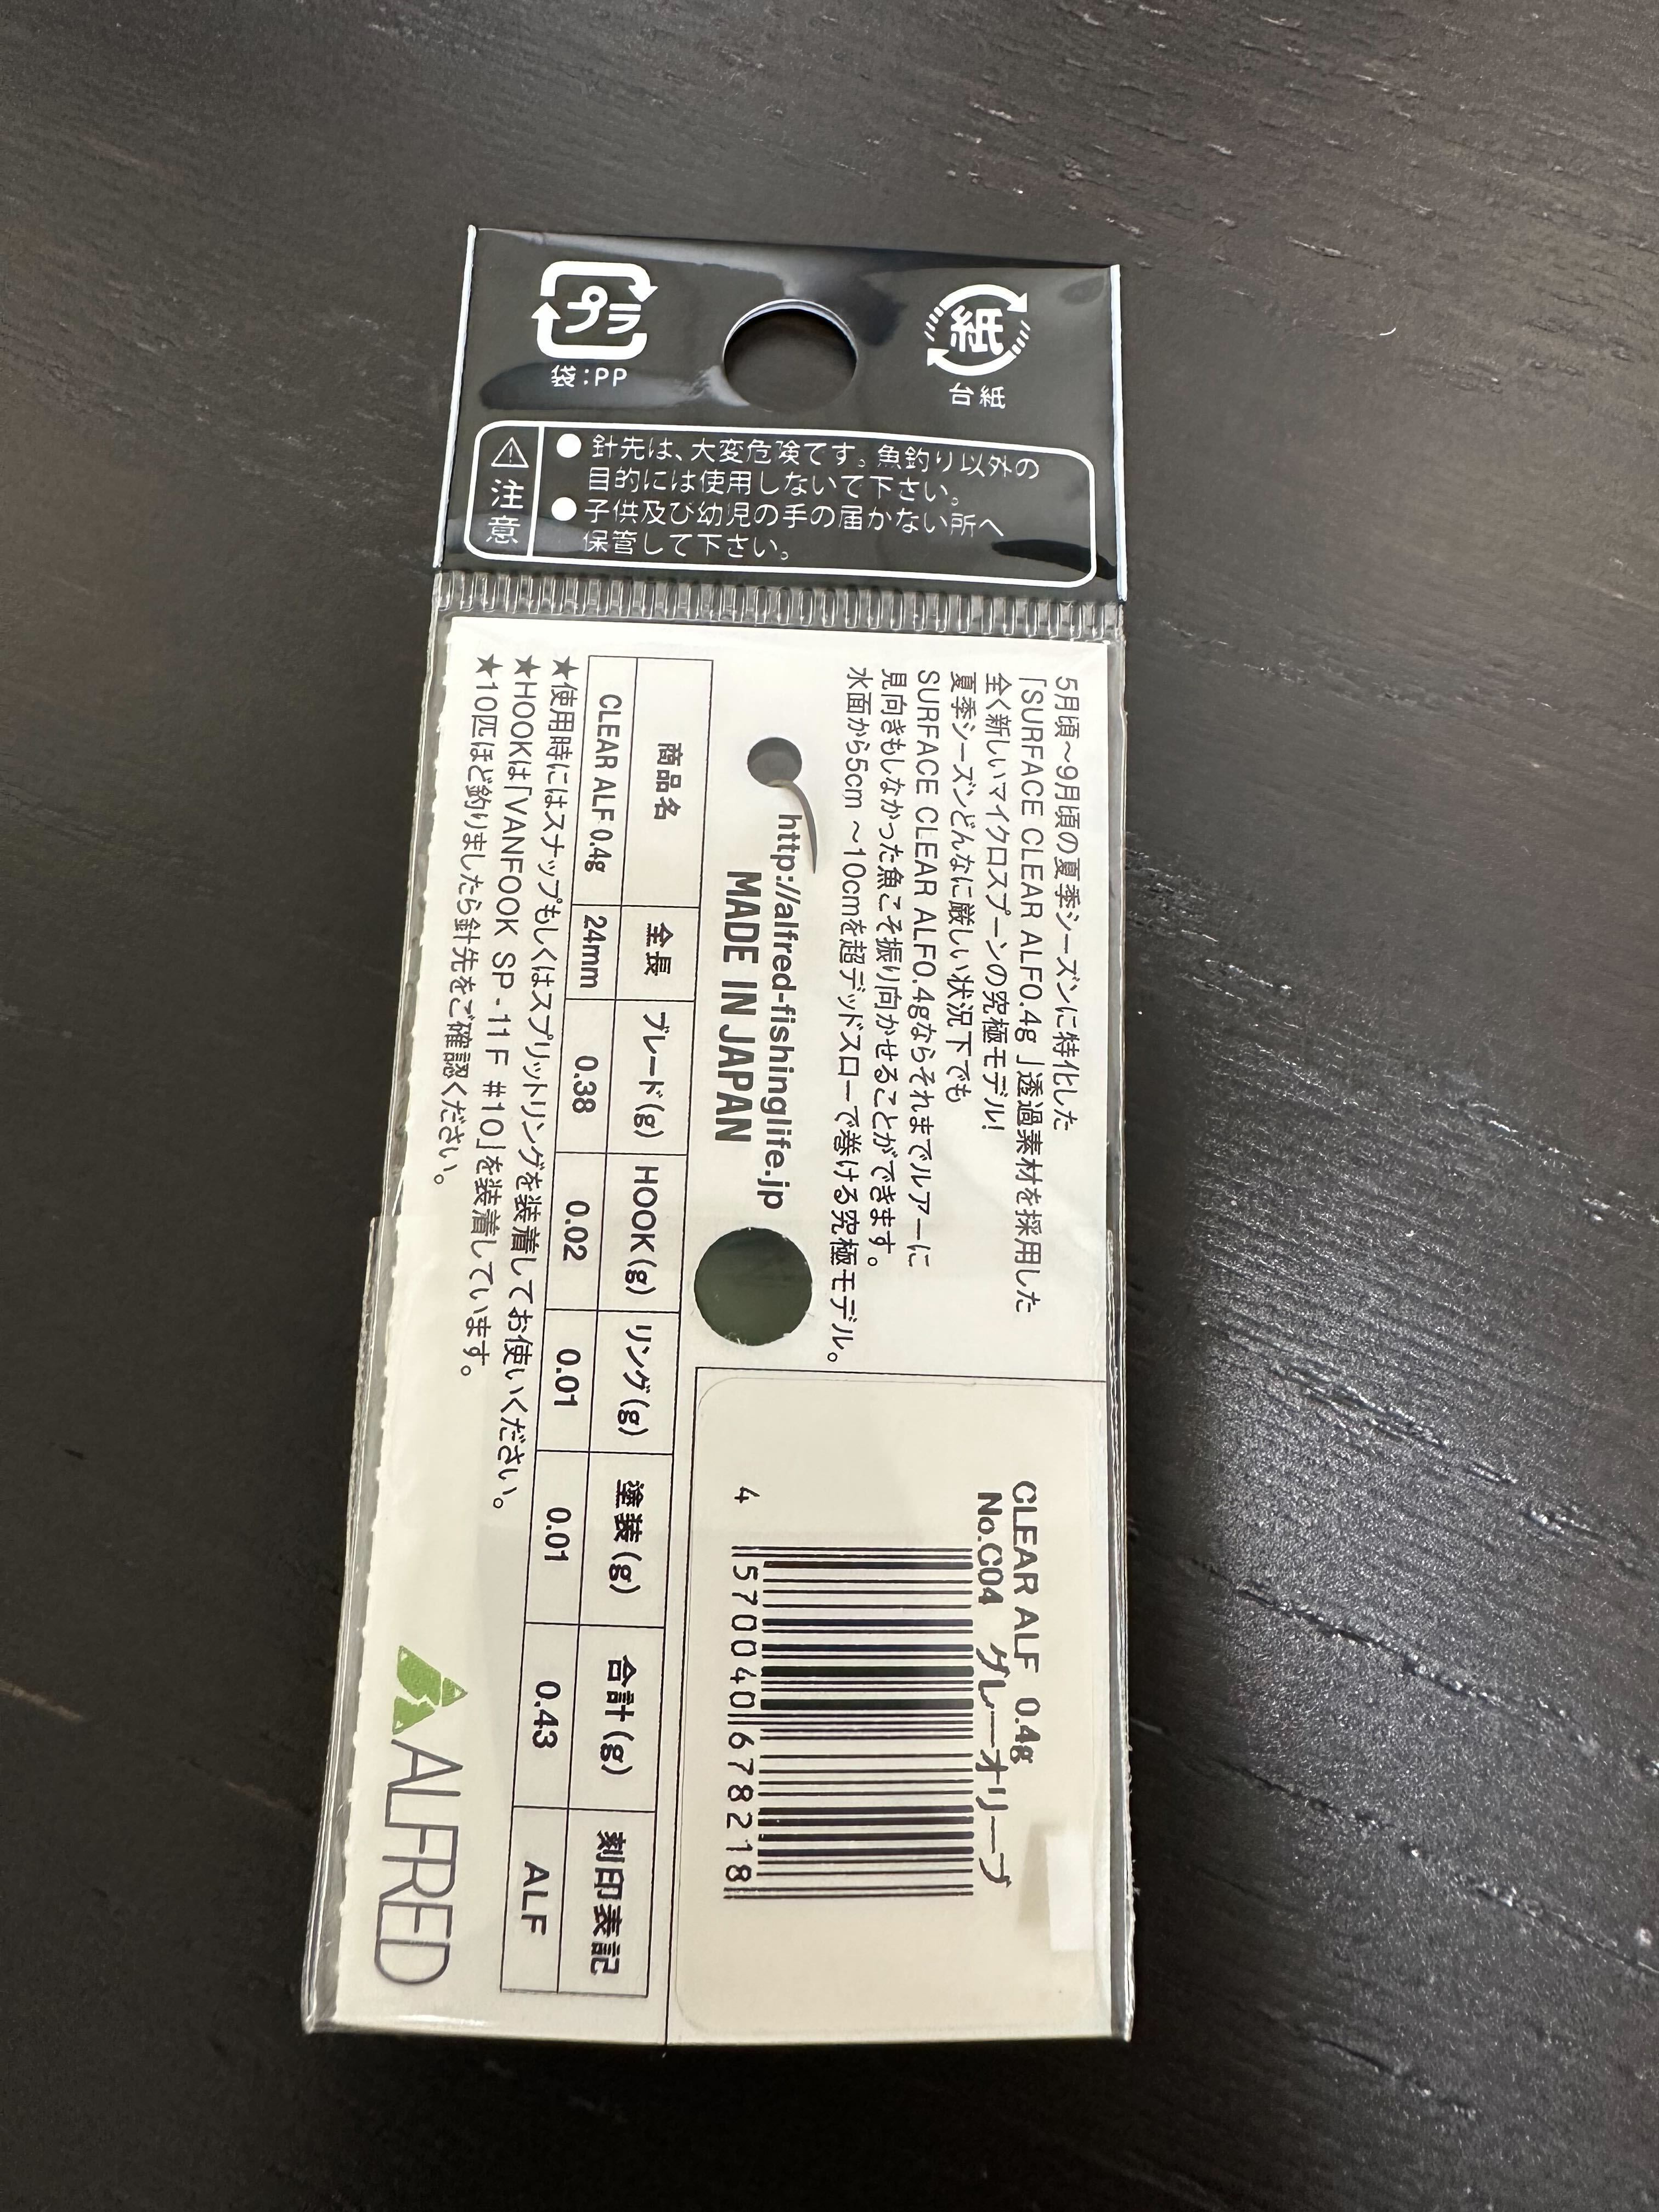 プラ
袋:PP
紙
台紙
注意
●針先は、大変危険です。魚釣り以外の
目的には使用しないで下さい。
●子供及び幼児の手の届かない所へ
保管して下さい。
5月頃～9月頃の夏季シーズンに特化した
「SURFACE CLEAR ALF0.4g」透過素材を採用した
全く新しいマイクロスプーンの究極モデル!
夏季シーズンどんなに厳しい状況下でも
SURFACE CLEAR ALF0.4gならそれまでルアーに
見向きもしなかった魚こそ振り向かせることができます。
水面から5cm ～10cmを超デッドスローで巻ける究極モデル。
http://alfred-fishinglife.jp
MADE IN JAPAN
CLEAR ALF 0.4g
No.C04 グレーオリーブ
4 570040 678218
商品名 全長 ブレード(g) HOOK(g) リング(g) 塗装(g) 合計(g) 刻印表記
CLEAR ALF 0.4g 24mm 0.38 0.02 0.01 0.01 0.43 ALF
★使用時にはスナップもしくはスプリットリングを装着してお使いください。
★HOOKは「VANFOOK SP-11F #10」を装着しています。
★10匹ほど釣りましたら針先をご確認ください。
ALFRED